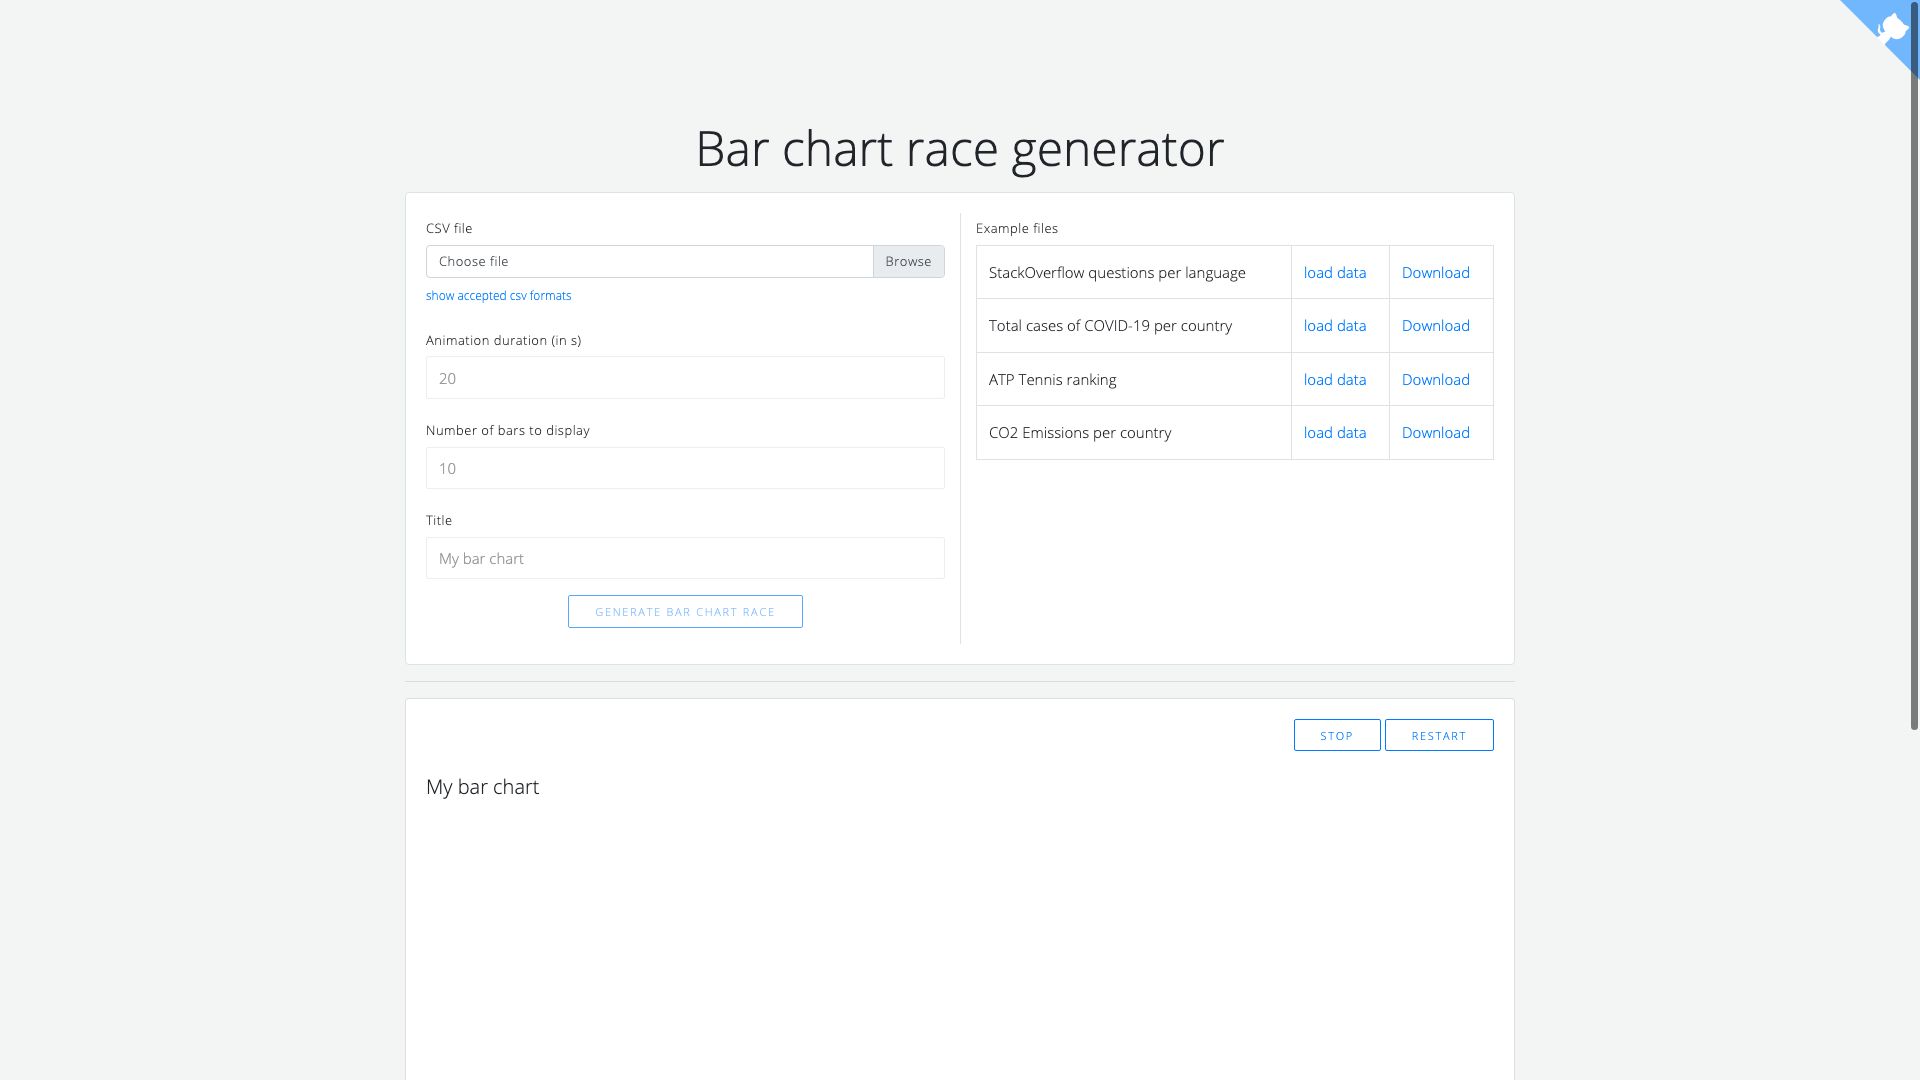 Bar chart race generator
CSV file
Choose file
Browse
show accepted csv formats
Animation duration (in s)
20
Number of bars to display
10
Title
My bar chart
GENERATE BAR CHART RACE
Example files
StackOverflow questions per language load data Download
Total cases of COVID-19 per country load data Download
ATP Tennis ranking load data Download
CO2 Emissions per country load data Download
STOP RESTART
My bar chart